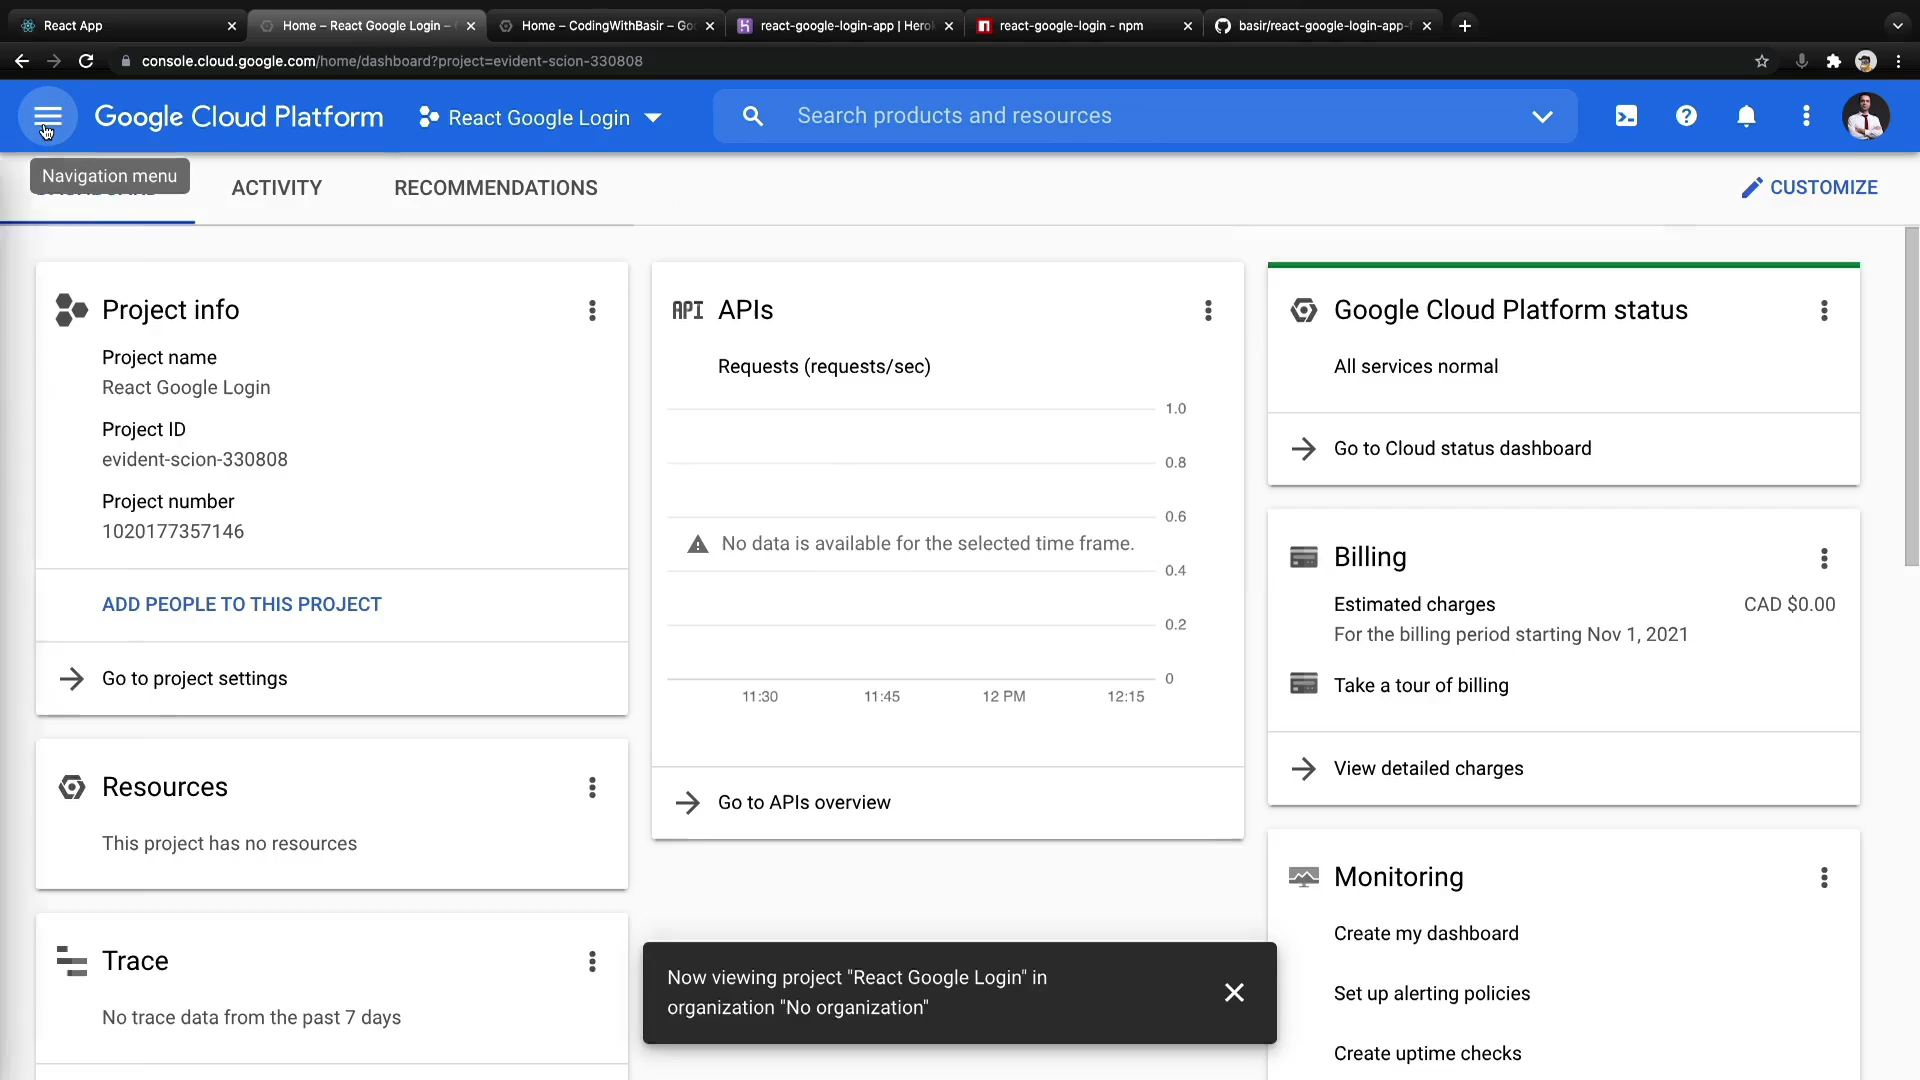 React App
Home – React Google Login –
Home – CodingWithBasir – Goo
react-google-login-app | Herok
react-google-login - npm
basir/react-google-login-app-f
console.cloud.google.com/home/dashboard?project=evident-scion-330808
Google Cloud Platform
React Google Login
Search products and resources
Navigation menu
ACTIVITY
RECOMMENDATIONS
CUSTOMIZE
Project info
Project name
React Google Login
Project ID
evident-scion-330808
Project number
1020177357146
ADD PEOPLE TO THIS PROJECT
Go to project settings
Resources
This project has no resources
Trace
No trace data from the past 7 days
API APIs
Requests (requests/sec)
1.0
0.8
0.6
No data is available for the selected time frame.
0.4
0.2
0
11:30
11:45
12 PM
12:15
Go to APIs overview
Google Cloud Platform status
All services normal
Go to Cloud status dashboard
Billing
Estimated charges
CAD $0.00
For the billing period starting Nov 1, 2021
Take a tour of billing
View detailed charges
Monitoring
Create my dashboard
Set up alerting policies
Create uptime checks
Now viewing project "React Google Login" in
organization "No organization"